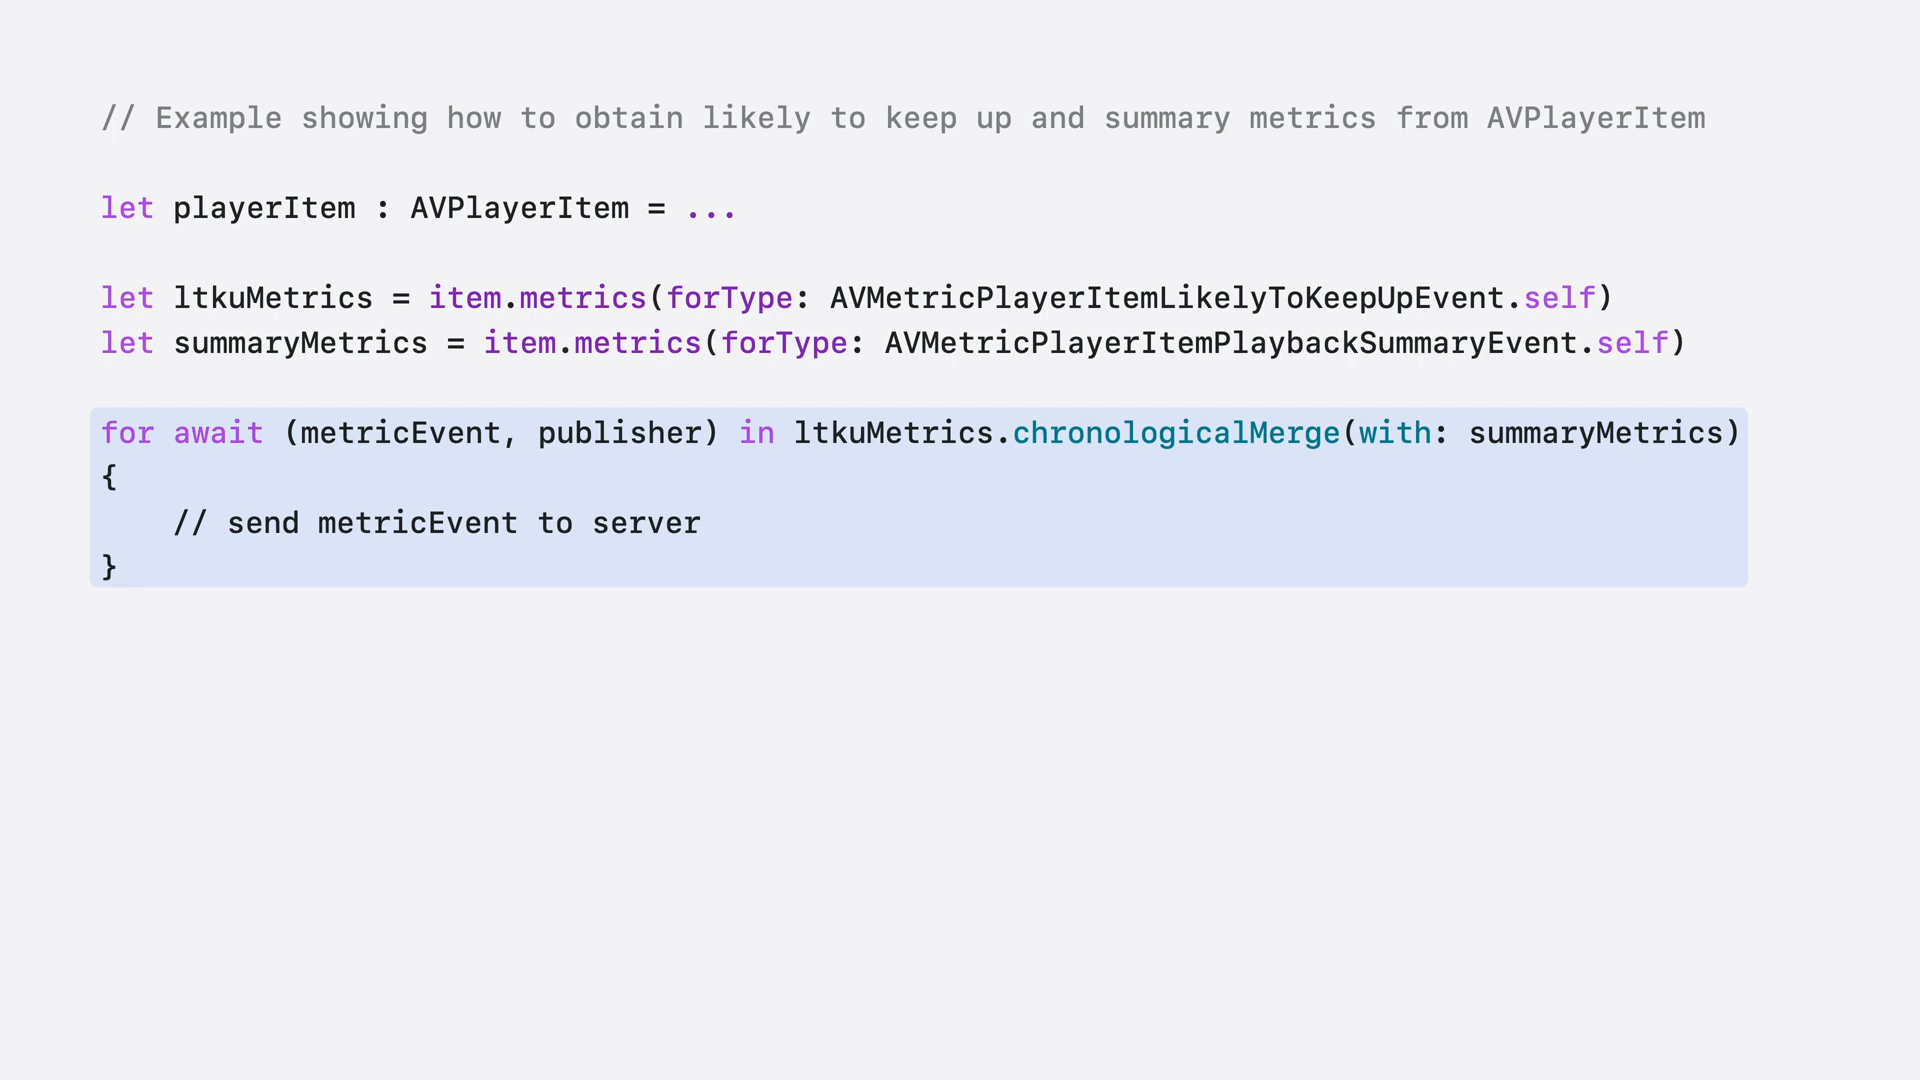 // Example showing how to obtain likely to keep up and summary metrics from AVPlayerItem
let playerItem : AVPlayerItem = ...
let ltkuMetrics = item.metrics(forType: AVMetricPlayerItemLikelyToKeepUpEvent.self)
let summaryMetrics = item.metrics(forType: AVMetricPlayerItemPlaybackSummaryEvent.self)
for await (metricEvent, publisher) in ltkuMetrics.chronologicalMerge(with: summaryMetrics)
{
    // send metricEvent to server
}